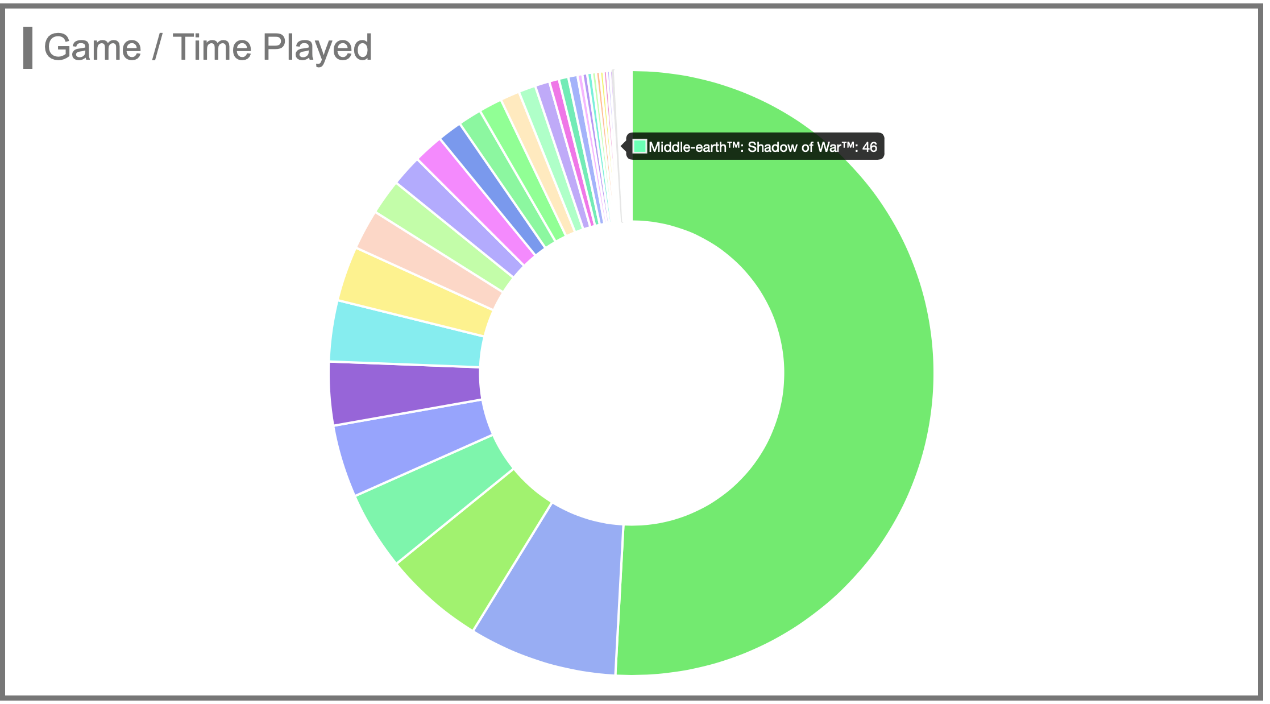 Game / Time Played
Middle-earth™: Shadow of War™: 46